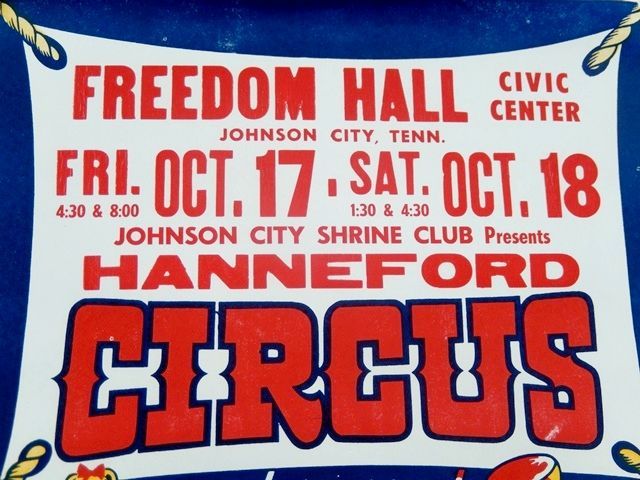 FREEDOM HALL CIVIC CENTER
JOHNSON CITY, TENN.
FRI. OCT. 17, SAT. OCT. 18
4:30 & 8:00 1:30 & 4:30
JOHNSON CITY SHRINE CLUB Presents
HANNEFORD
CIRCUS